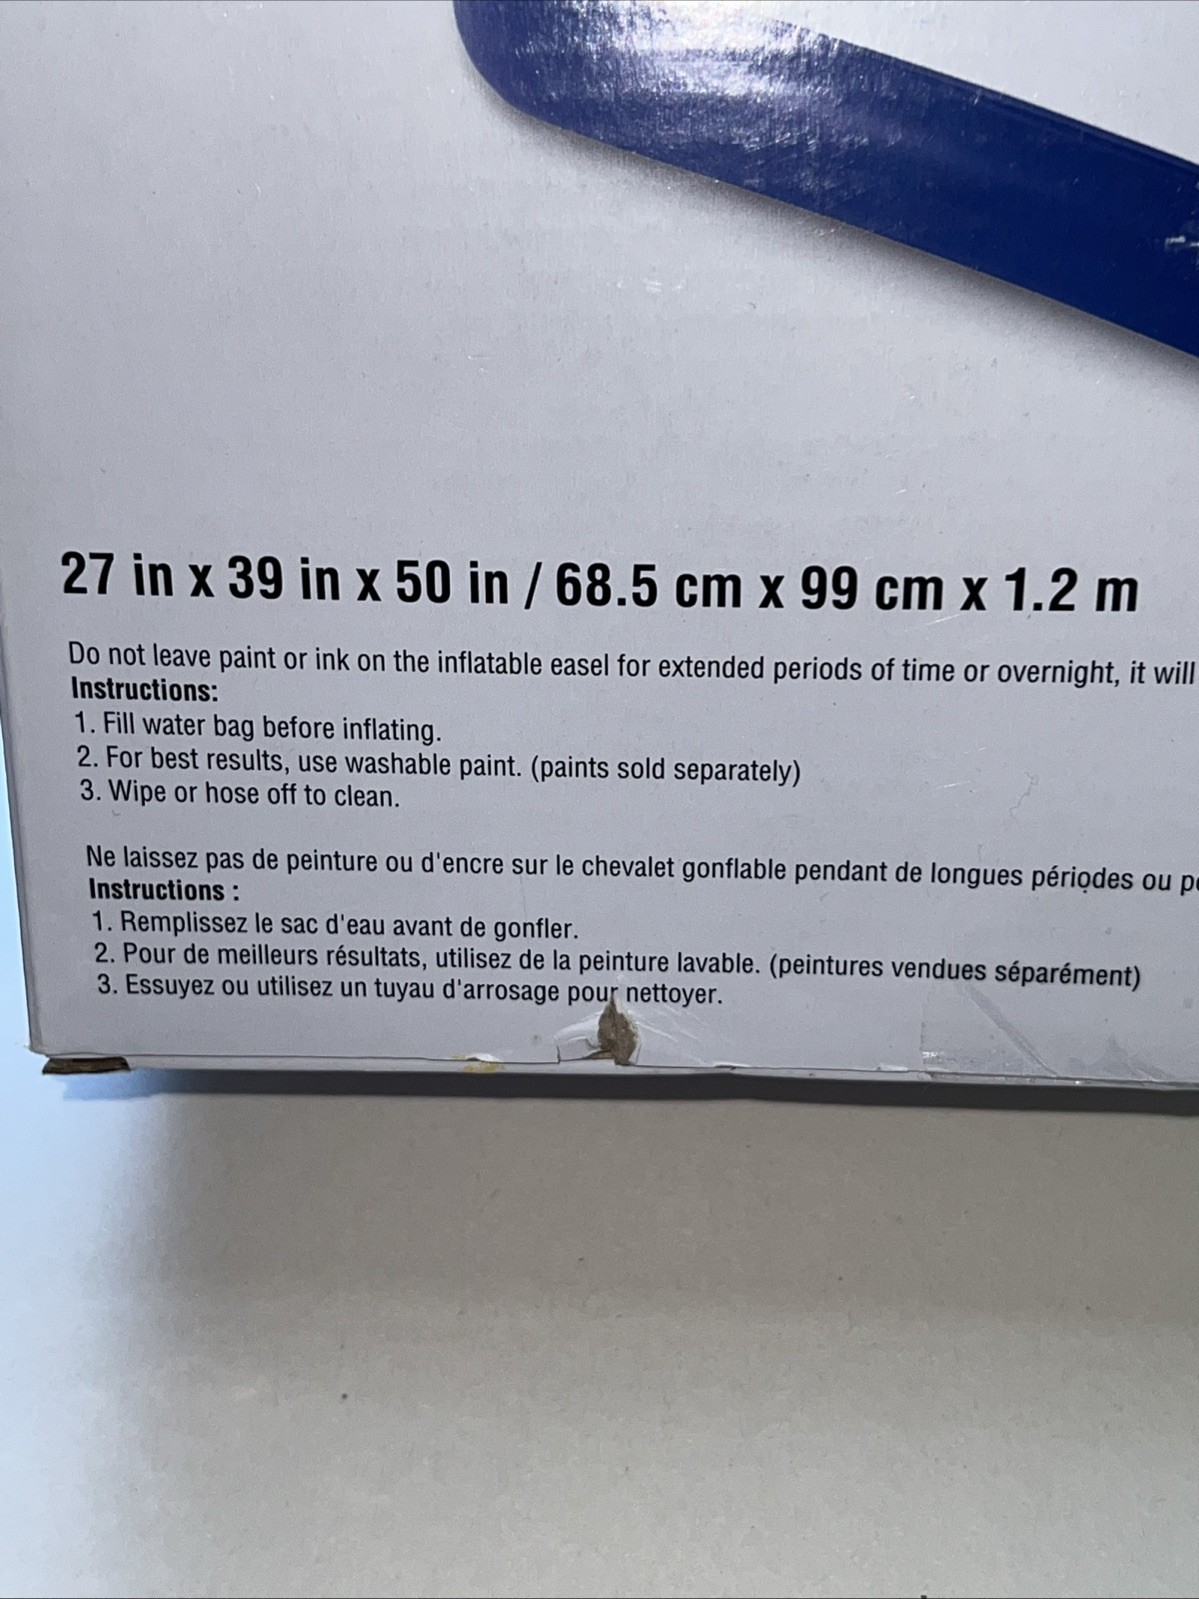 27 in x 39 in x 50 in / 68.5 cm x 99 cm x 1.2 m
Do not leave paint or ink on the inflatable easel for extended periods of time or overnight, it will
Instructions:
1. Fill water bag before inflating.
2. For best results, use washable paint. (paints sold separately)
3. Wipe or hose off to clean.
Ne laissez pas de peinture ou d'encre sur le chevalet gonflable pendant de longues périodes ou
Instructions :
1. Remplissez le sac d'eau avant de gonfler.
2. Pour de meilleurs résultats, utilisez de la peinture lavable. (peintures vendues séparément)
3. Essuyez ou utilisez un tuyau d'arrosage pour nettoyer.